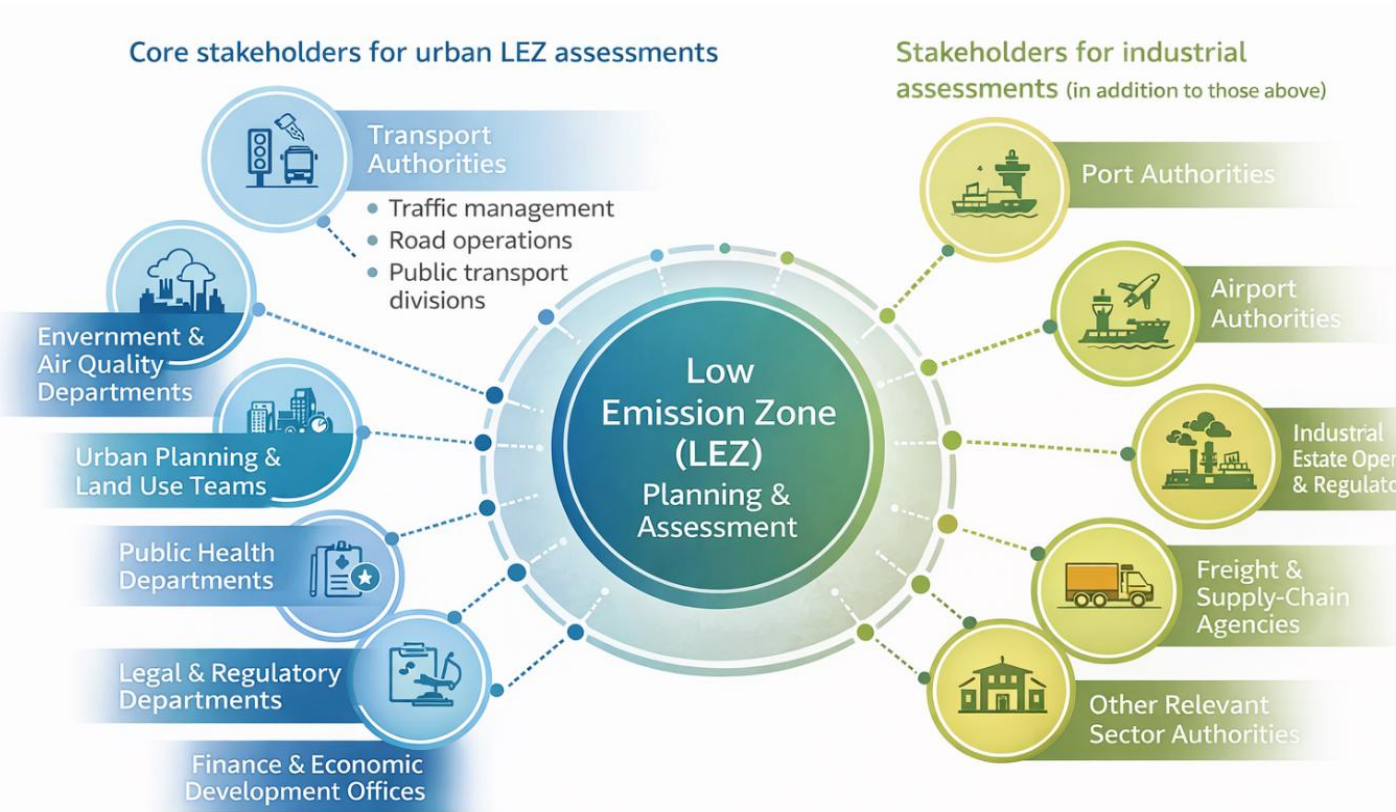 Core stakeholders for urban LEZ assessments
Transport
Authorities
• Traffic management
• Road operations
• Public transport
divisions
Envernment &
Air Quality
Departments
Urban Planning &
Land Use Teams
Public Health
Departments
Legal & Regulatory
Departments
Finance & Economic
Development Offices
Low
Emission Zone
(LEZ)
Planning &
Assessment
Stakeholders for industrial
assessments (in addition to those above)
Port Authorities
Airport
Authorities
Industrial
Estate Oper
& Regulato
Freight &
Supply-Chain
Agencies
Other Relevant
Sector Authorities